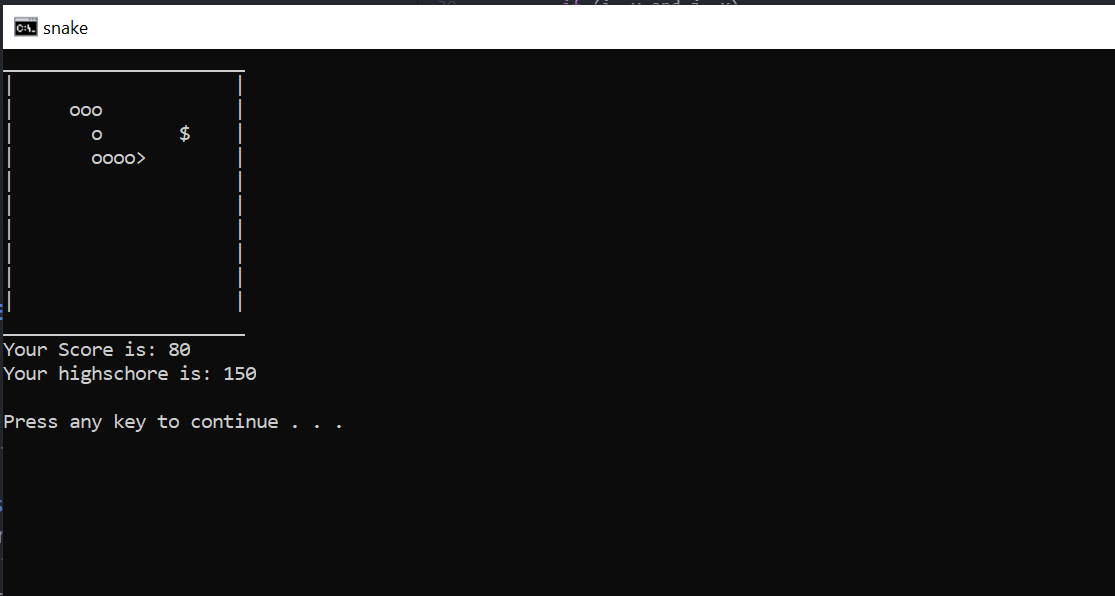 snake
ooo
o $
oooo>
Your Score is: 80
Your highschore is: 150
Press any key to continue . . .